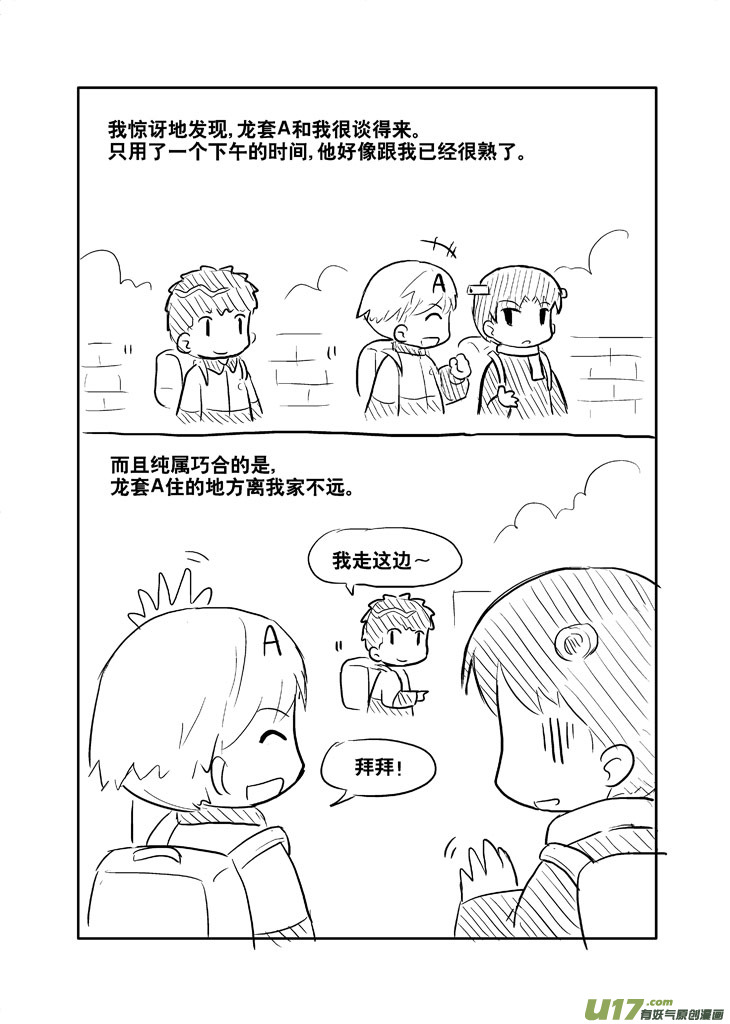 我惊讶地发现，龙套A和我很谈得来。
只用了一个下午的时间，他好像跟我已经很熟了。
A
而且纯属巧合的是，
龙套A住的地方离我家不远。
我走这边～
A
拜拜！
U17.COM
有妖气原创漫画